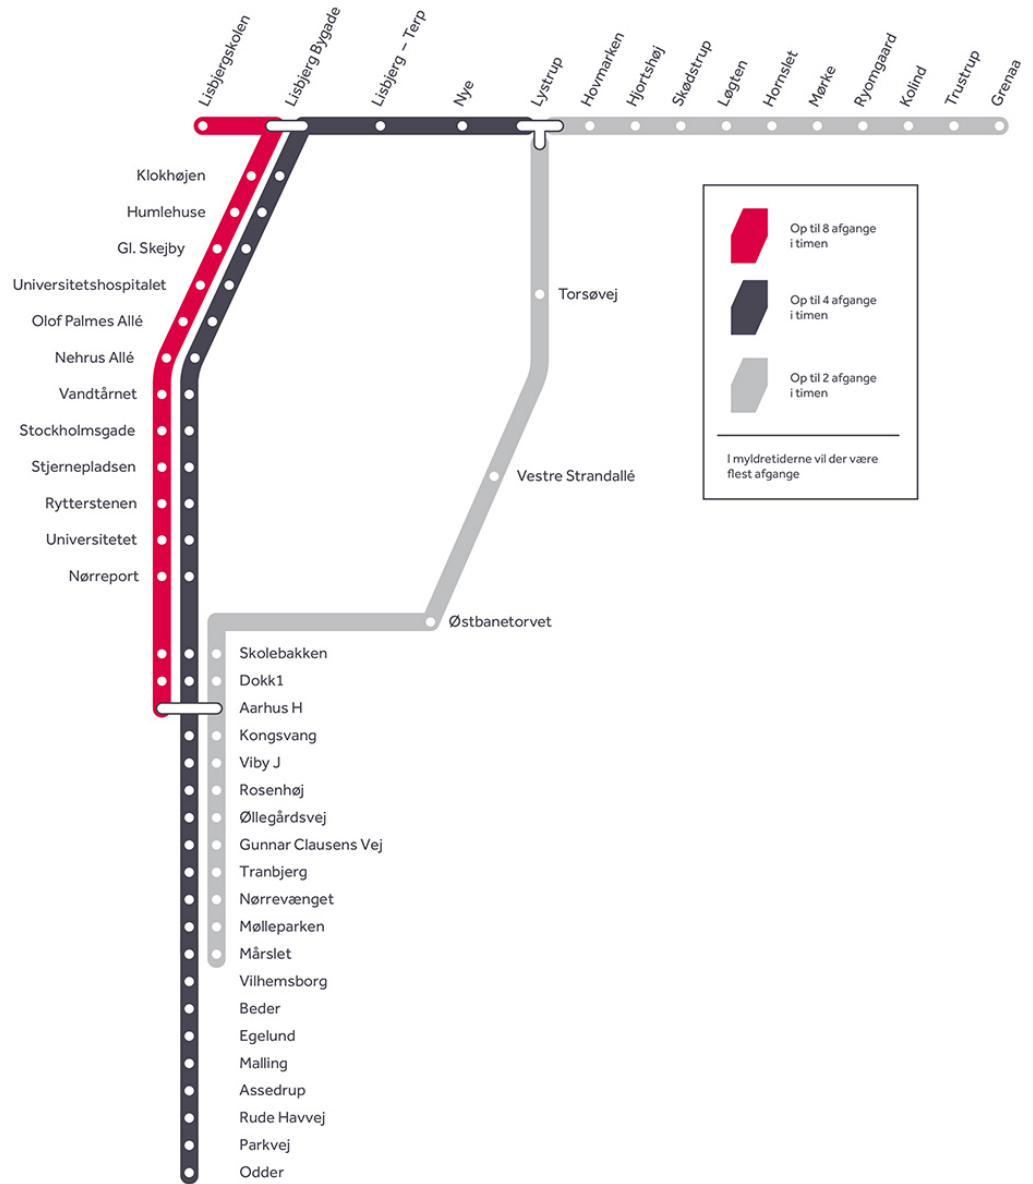 Lisbjergskolen
Lisbjerg Bygade
Lisbjerg – Terp
Nye
Lystrup
Hovmarken
Hjortshøj
Skødstrup
Løgten
Hornslet
Mørke
Ryomgaard
Kolind
Trustrup
Grenaa
Klokhøjen
Humlehuse
Gl. Skejby
Universitetshospitalet
Olof Palmes Allé
Nehrus Allé
Vandtårnet
Stockholmsgade
Stjernepladsen
Rytterstenen
Universitetet
Nørreport
Torsøvej
Vestre Strandallé
Østbanetorvet
Skolebakken
Dokk1
Aarhus H
Kongsvang
Viby J
Rosenhøj
Øllegårdsvej
Gunnar Clausens Vej
Tranbjerg
Nørrevænget
Mølleparken
Mårslet
Vilhemsborg
Beder
Egelund
Malling
Assedrup
Rude Havvej
Parkvej
Odder
Op til 8 afgange
i timen
Op til 4 afgange
i timen
Op til 2 afgange
i timen
I myldretiderne vil der være
flest afgange